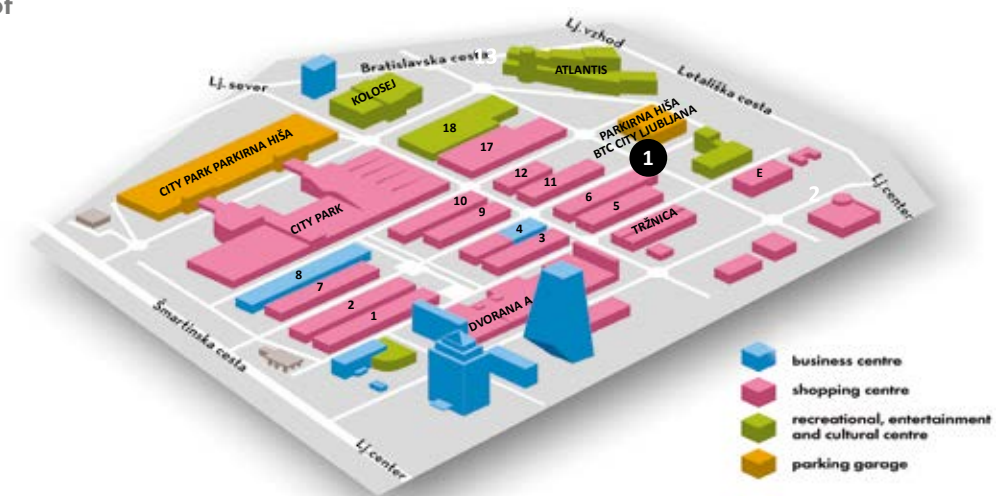 of
Lj. vzhod
Bratislavska cesta
13
ATLANTIS
Letališka cesta
Lj. sever
KOLOSEJ
PARKIRNA HIŠA
BTC CITY LJUBLJANA
1
CITY PARK PARKIRNA HIŠA
18
17
12
11
E
2
Lj. center
CITY PARK
10
9
6
5
TRŽNICA
4
3
8
7
2
1
DVORANA A
Šmartinska cesta
Lj. center
business centre
shopping centre
recreational, entertainment
and cultural centre
parking garage